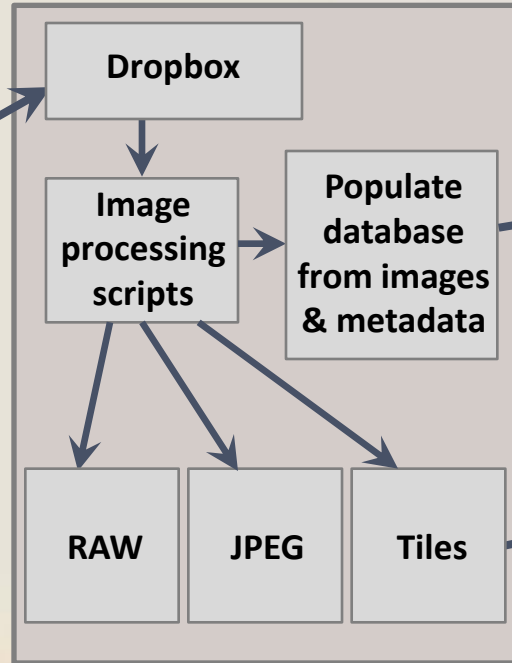 Dropbox
Image
processing
scripts
Populate
database
from images
& metadata
RAW
JPEG
Tiles